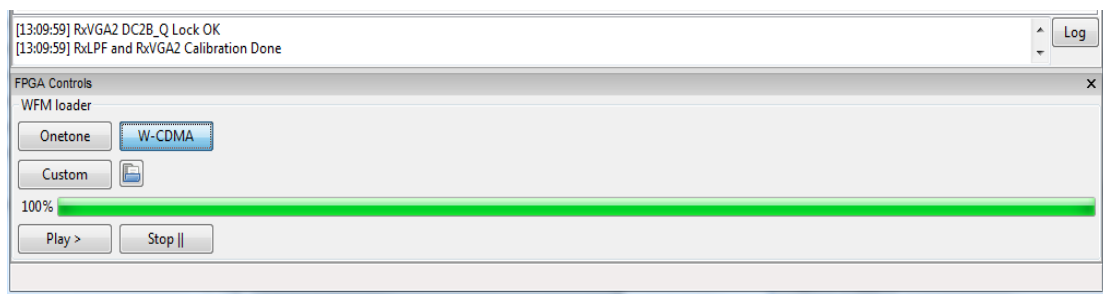 [13:09:59] RxVGA2 DC2B_Q Lock OK
[13:09:59] RxLPF and RxVGA2 Calibration Done
Log
FPGA Controls
WFM loader
Onetone W-CDMA
Custom
100%
Play > Stop ||